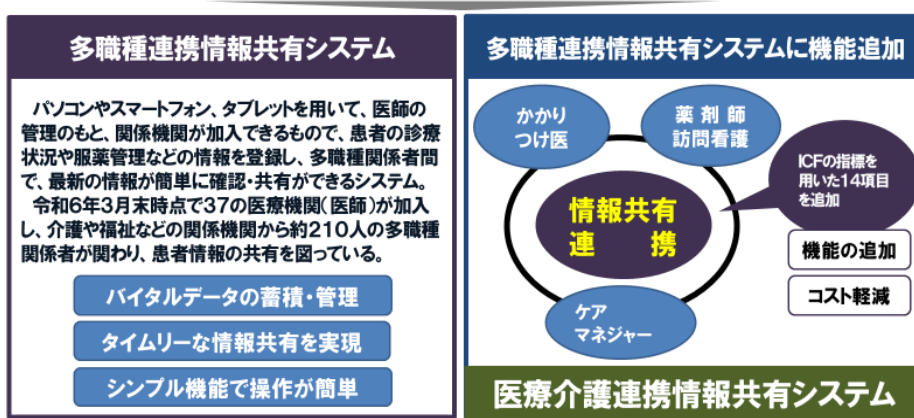 多職種連携情報共有システム
パソコンやスマートフォン、タブレットを用いて、医師の
管理のもと、関係機関が加入できるもので、患者の診療
状況や服薬管理などの情報を登録し、多職種関係者間
で、最新の情報が簡単に確認・共有ができるシステム。
令和6年3月末時点で37の医療機関（医師）が加入
し、介護や福祉などの関係機関から約210人の多職種
関係者が関わり、患者情報の共有を図っている。
バイタルデータの蓄積・管理
タイムリーな情報共有を実現
シンプル機能で操作が簡単
多職種連携情報共有システムに機能追加
かかり
つけ医
薬剤師
訪問看護
ICFの指標を
用いた14項目
を追加
情報共有
連携
機能の追加
コスト軽減
ケア
マネジャー
医療介護連携情報共有システム